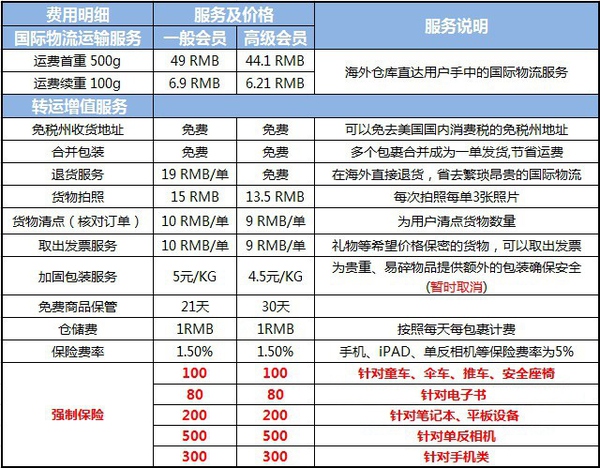 费用明细 服务及价格 服务说明
国际物流运输服务 一般会员 高级会员
运费首重 500g 49 RMB 44.1 RMB 海外仓库直达用户手中的国际物流服务
运费续重 100g 6.9 RMB 6.21 RMB
转运增值服务
免税州收货地址 免费 免费 可以免去美国国内消费税的免税州地址
合并包装 免费 免费 多个包裹合并成为一单发货,节省运费
退货服务 19 RMB/单 免费 在海外直接退货，省去繁琐昂贵的国际物流
货物拍照 15 RMB 13.5 RMB 每次拍照每单3张照片
货物清点（核对订单） 10 RMB/单 9 RMB/单 为用户清点货物数量
取出发票服务 10 RMB/单 9 RMB/单 礼物等希望价格保密的货物，可以取出发票
加固包装服务 5元/KG 4.5元/KG 为贵重、易碎物品提供额外的包装确保安全
(暂时取消)
免费商品保管 21天 30天
仓储费 1RMB 1RMB 按照每天每包裹计费
保险费率 1.50% 1.50% 手机、iPAD、单反相机等保险费率为5%
强制保险 100 100 针对童车、伞车、推车、安全座椅
80 80 针对电子书
200 200 针对笔记本、平板设备
500 500 针对单反相机
300 300 针对手机类